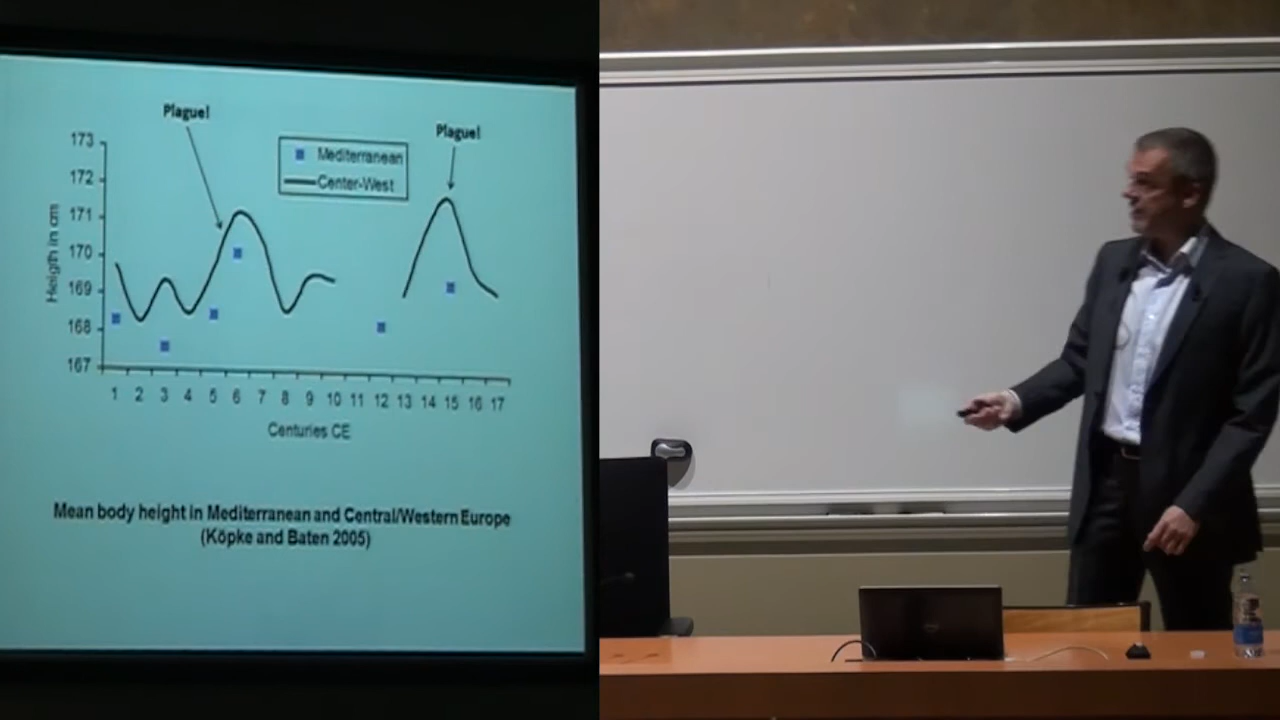 Plague!
Plague!
Mediterranean
Center-West
Heigth in cm
173
172
171
170
169
168
167
1 2 3 4 5 6 7 8 9 10 11 12 13 14 15 16 17
Centuries CE
Mean body height in Mediterranean and Central/Western Europe
(Köpke and Baten 2005)